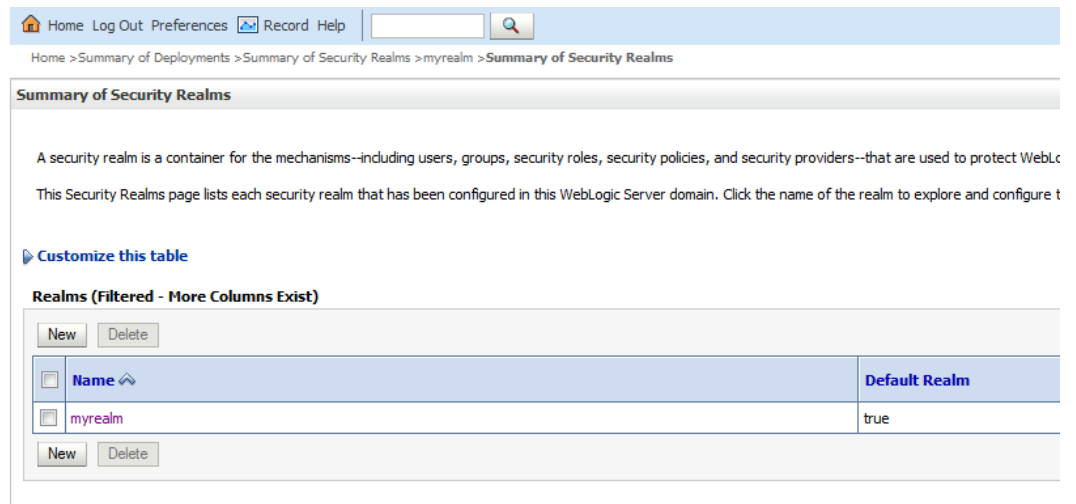 Home Log Out Preferences Record Help
Home >Summary of Deployments >Summary of Security Realms >myrealm >Summary of Security Realms
Summary of Security Realms
A security realm is a container for the mechanisms--including users, groups, security roles, security policies, and security providers--that are used to protect WebLo
This Security Realms page lists each security realm that has been configured in this WebLogic Server domain. Click the name of the realm to explore and configure t
Customize this table
Realms (Filtered - More Columns Exist)
New Delete
Name Default Realm
myrealm true
New Delete